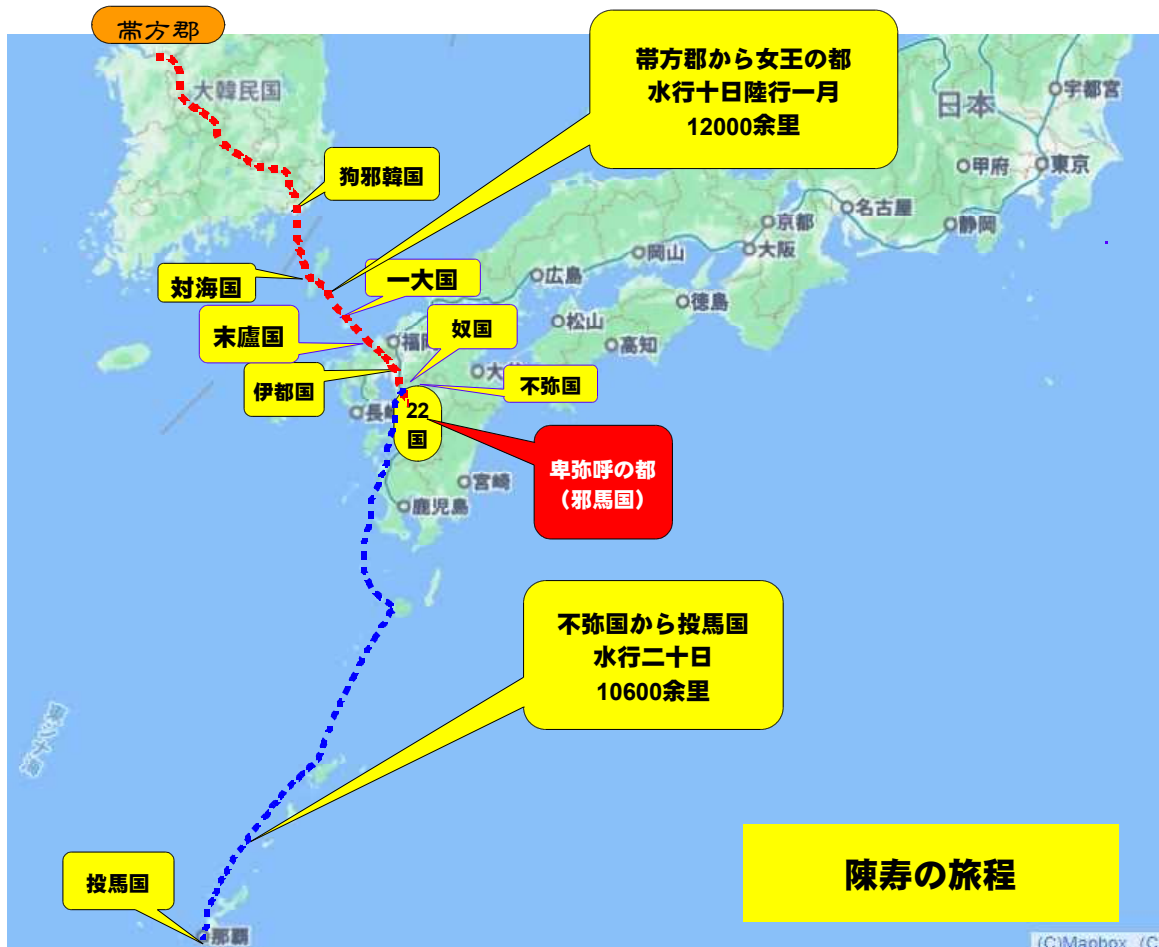 帯方郡
大韓民国
帯方郡から女王の都
水行十日陸行一月
12000余里
日本
宇都宮
甲府
東京
狗邪韓国
名古屋
静岡
京都
大阪
岡山
広島
対海国
一大国
徳島
松山
高知
末盧国
福岡
奴国
伊都国
不弥国
長崎
22
国
卑弥呼の都
(邪馬国)
宮崎
鹿児島
不弥国から投馬国
水行二十日
10600余里
東シナ海
投馬国
那覇
陳寿の旅程
(C)Mapbox, (C